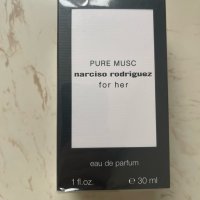 PURE MUSC
narciso rodriguez
for her
eau de parfum
1 fl.oz. e 30 ml